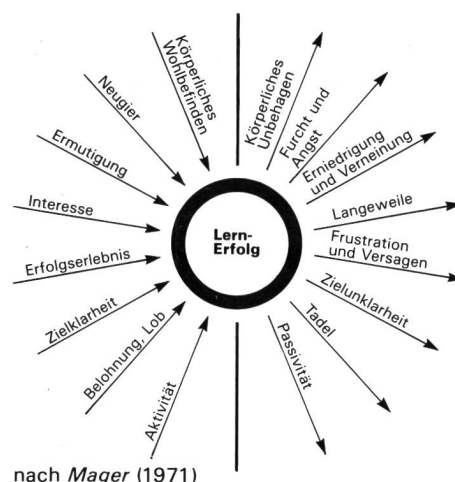 Körperliches
Wohlbefinden
Neugier
Ermutigung
Interesse
Erfolgserlebnis
Zielklarheit
Belohnung, Lob
Aktivität
Lern-
Erfolg
Körperliches
Unbehagen
Furcht und
Angst
Erniedrigung
und Verneinung
Langeweile
Frustration
und Versagen
Zielunklarheit
Tadel
Passivität
nach Mager (1971)